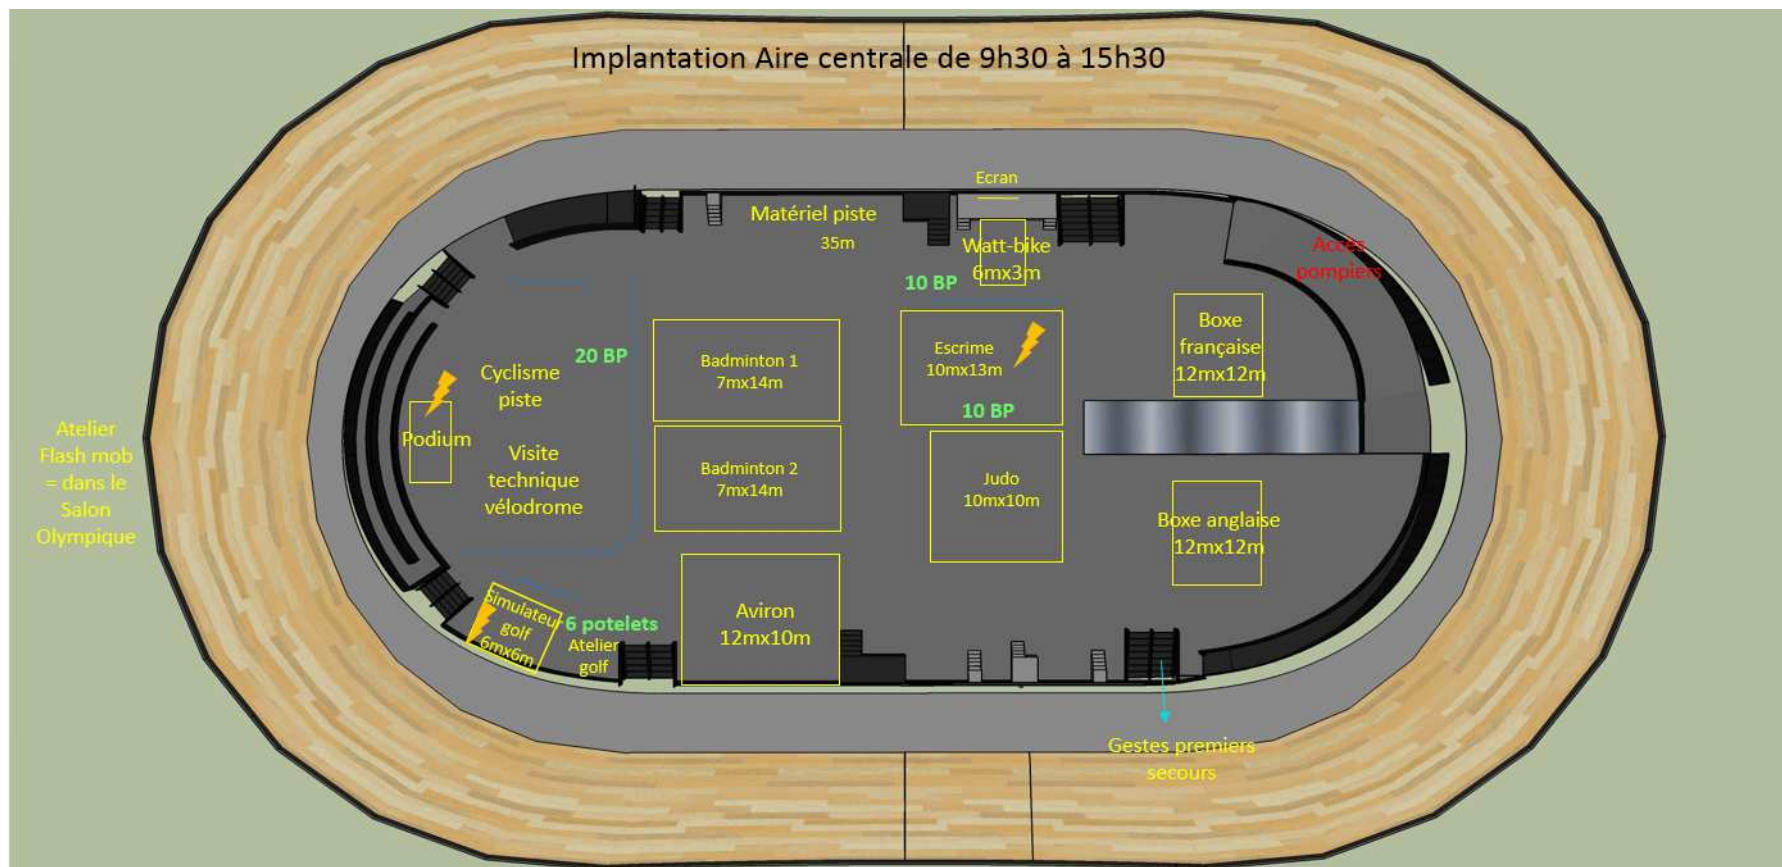 Implantation Aire centrale de 9h30 à 15h30
Ecran
Matériel piste
35m
Watt-bike
6mx3m
Accés
pompiers
10 BP
Boxe
française
12mx12m
Escrime
10mx13m
10 BP
Badminton 1
7mx14m
20 BP
Cyclisme
piste
Podium
Visite
technique
vélodrome
Atelier
Flash mob
= dans le
Salon
Olympique
Badminton 2
7mx14m
Judo
10mx10m
Boxe anglaise
12mx12m
Simulateur
golf
6mx6m
6 potelets
Atelier
golf
Aviron
12mx10m
Gestes premiers
secours